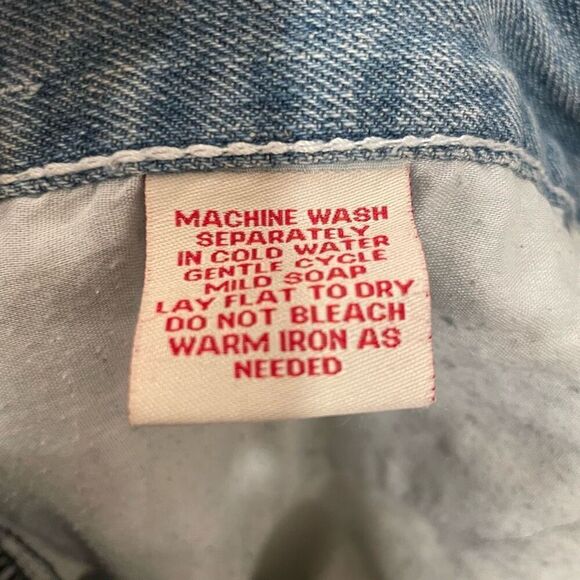 MACHINE WASH
SEPARATELY
IN COLD WATER
GENTLE CYCLE
MILD SOAP
LAY FLAT TO DRY
DO NOT BLEACH
WARM IRON AS
NEEDED